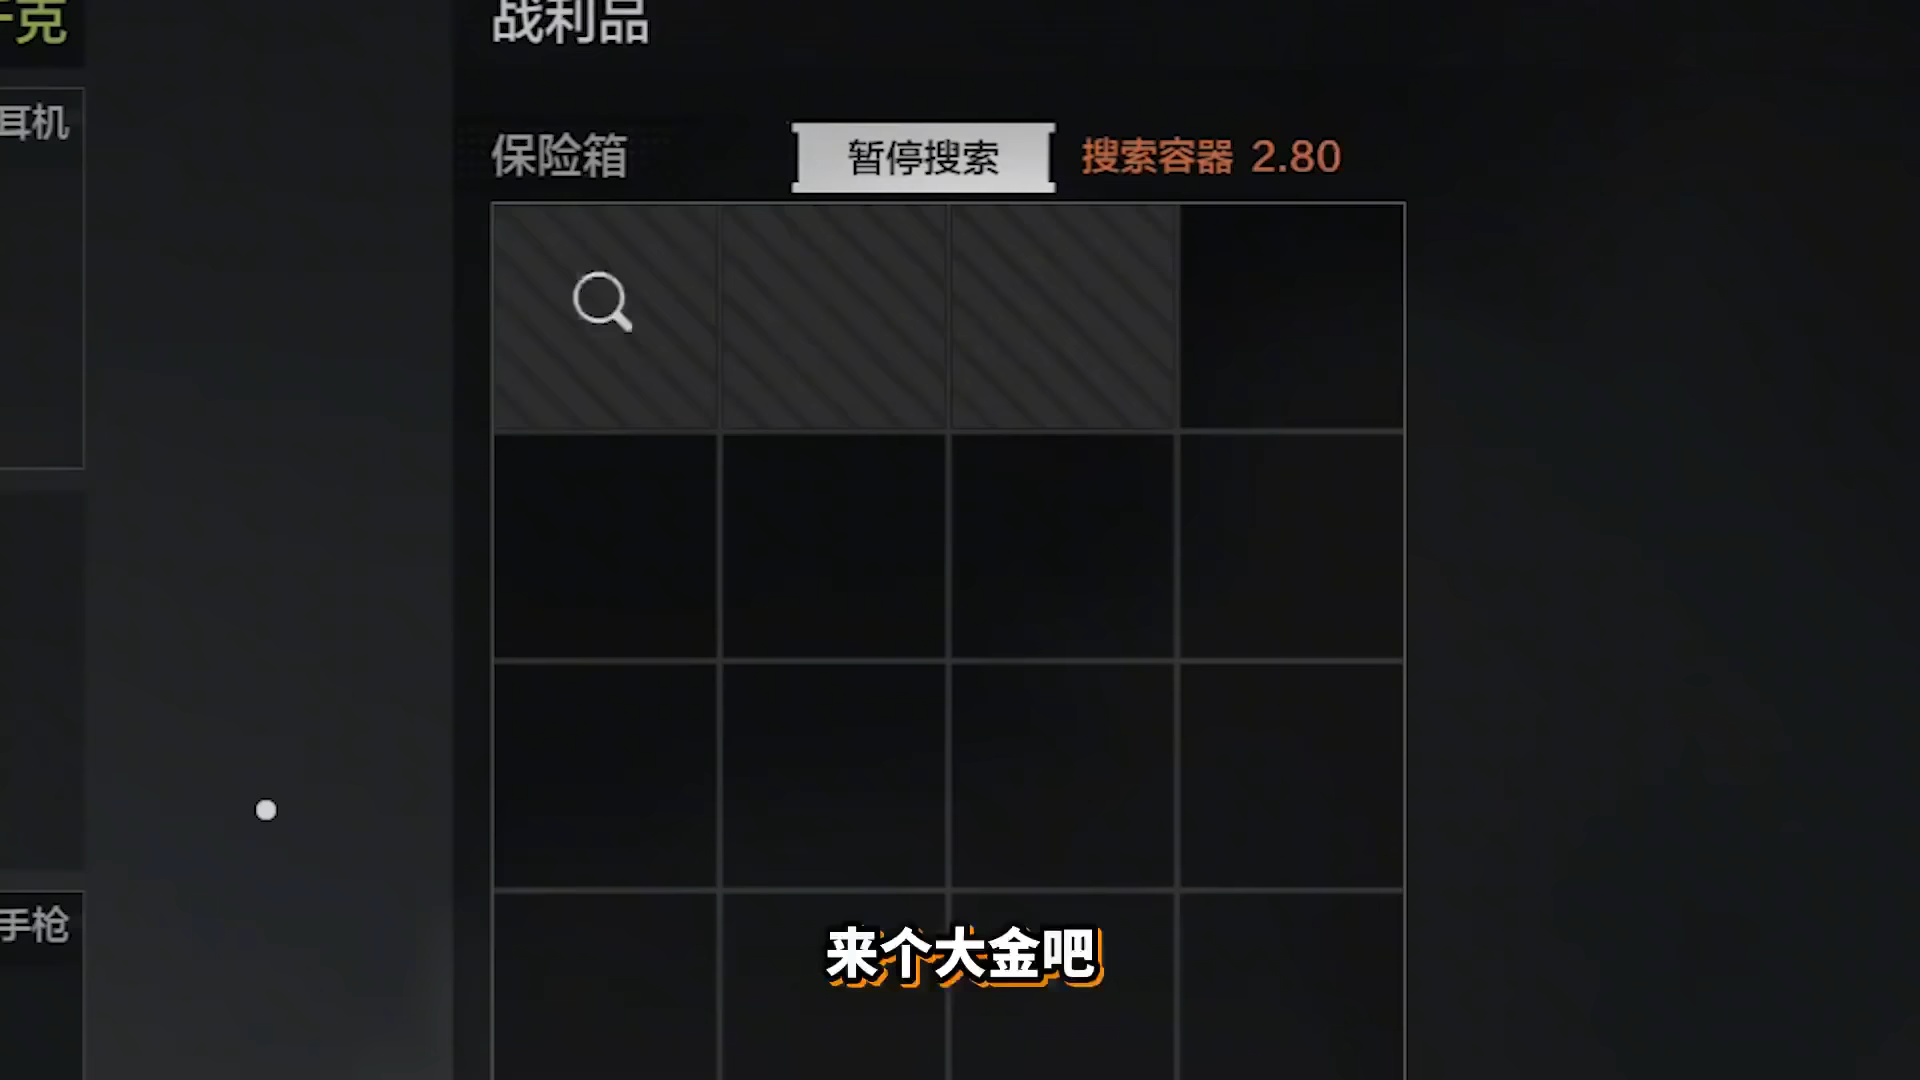 克
战利品
耳机
保险箱
暂停搜索
搜索容器 2.80
手枪
来个大金吧